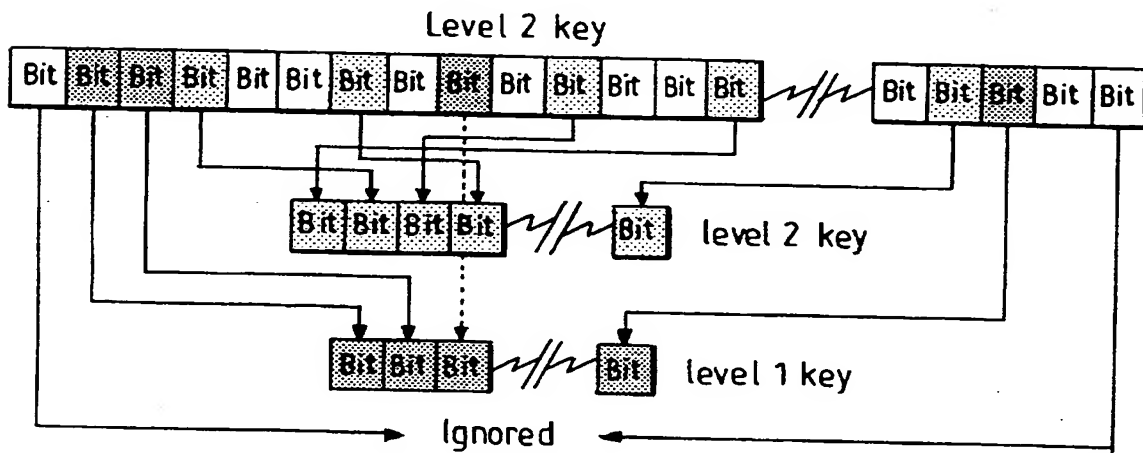 Level 2 key
Bit Bit Bit Bit Bit Bit Bit Bit Bit Bit Bit Bit Bit Bit Bit Bit Bit Bit Bit
Bit Bit Bit Bit Bit level 2 key
Bit Bit Bit Bit level 1 key
Ignored